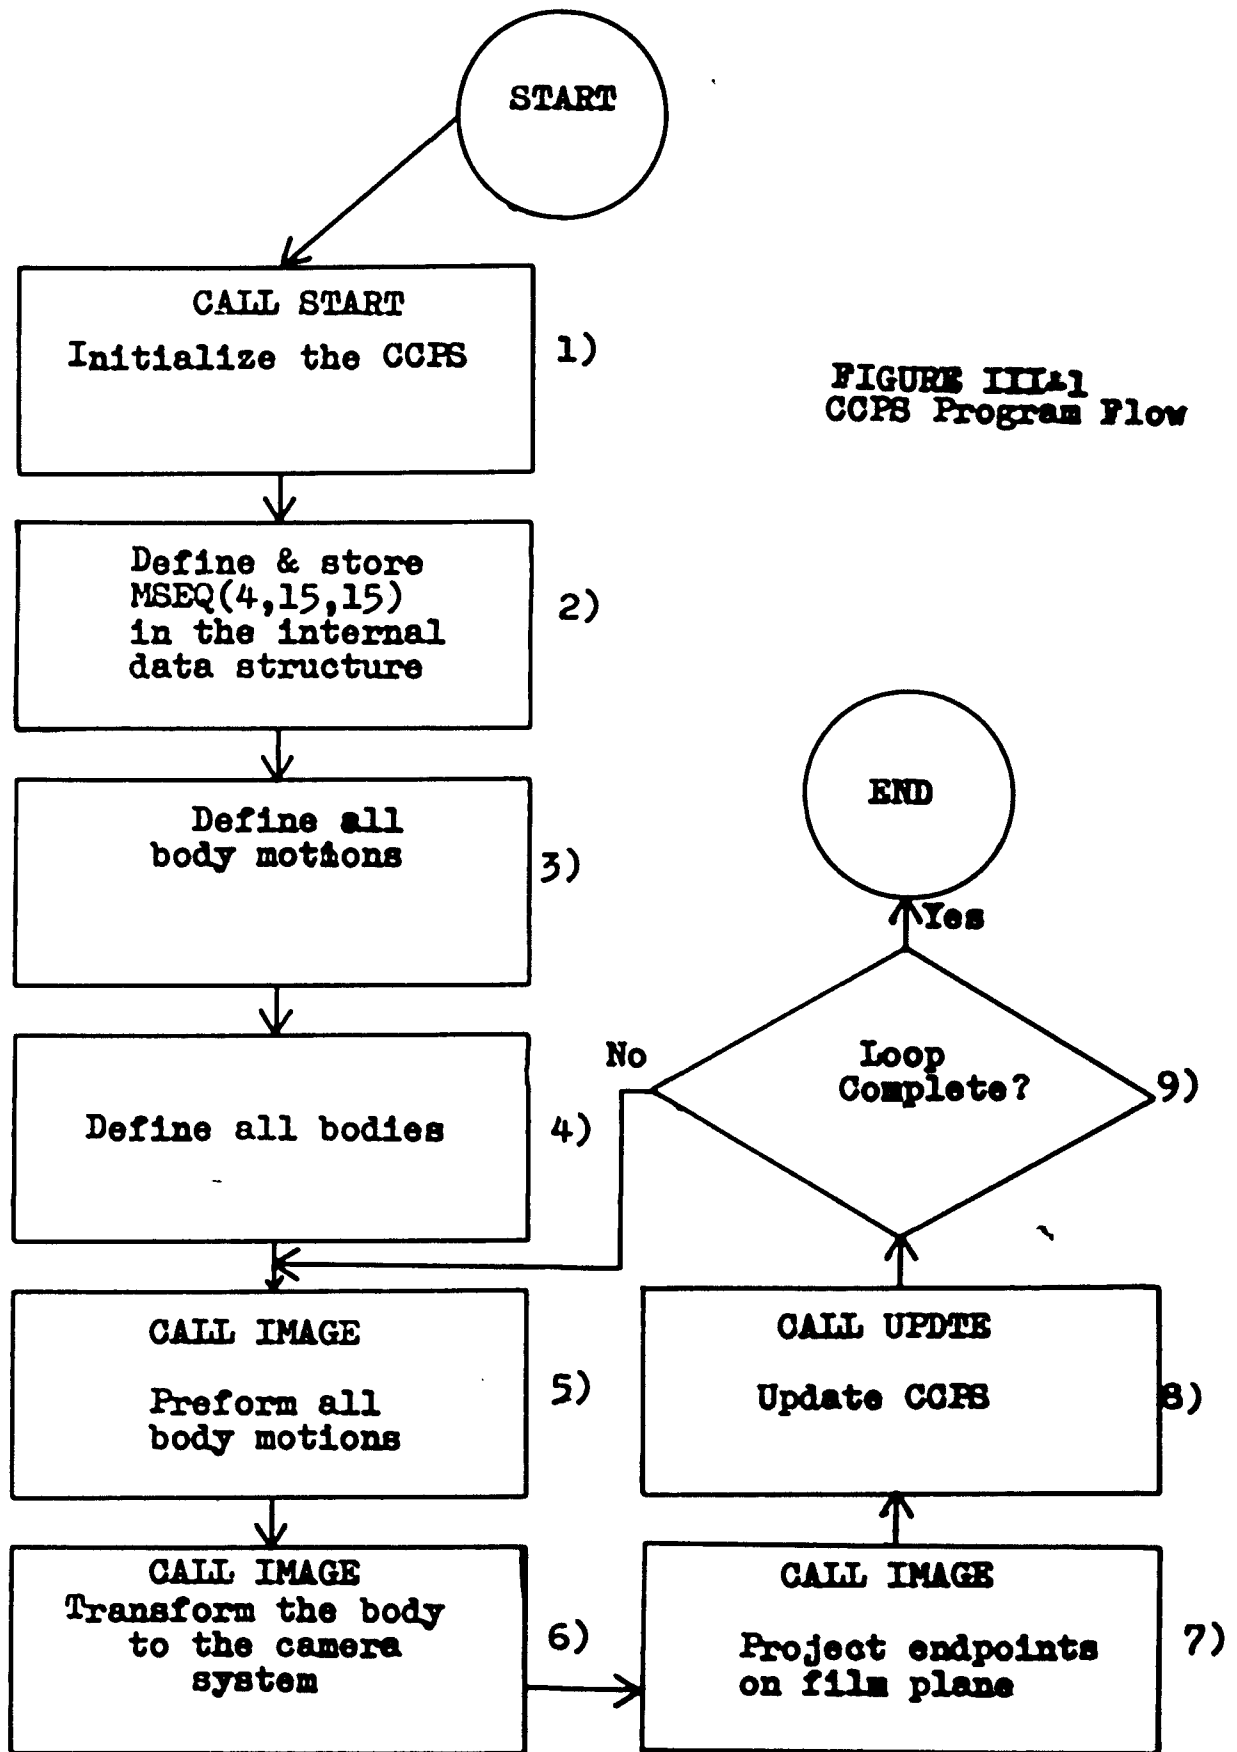 START
CALL START
Initialize the CCPS
1)
FIGURE III-1
CCPS Program Flow
Define & store
MSEQ(4,15,15)
in the internal
data structure
2)
Define all
body motions
3)
Define all bodies
4)
CALL IMAGE
Preform all
body motions
5)
CALL IMAGE
Transform the body
to the camera
system
6)
CALL IMAGE
Project endpoints
on film plane
7)
CALL UPDTE
Update CCPS
8)
Loop
Complete?
9)
No
Yes
END